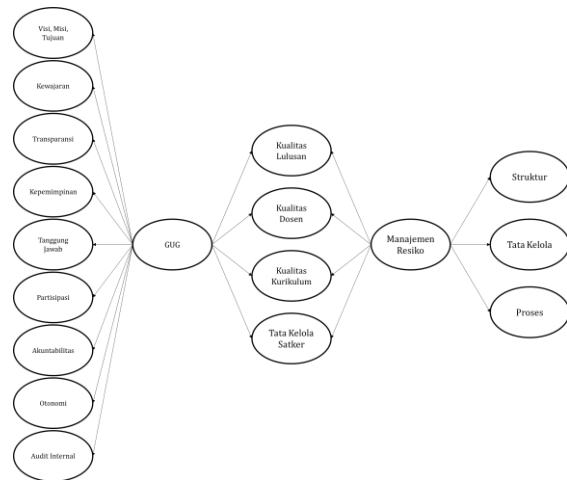 Visi, Misi,
Tujuan
Kewajaran
Transparansi
Kepemimpinan
Tanggung
Jawab
Partisipasi
Akuntabilitas
Otonomi
Audit Internal
GUG
Kualitas
Lulusan
Kualitas
Dosen
Kualitas
Kurikulum
Tata Kelola
Satker
Manajemen
Resiko
Struktur
Tata Kelola
Proses